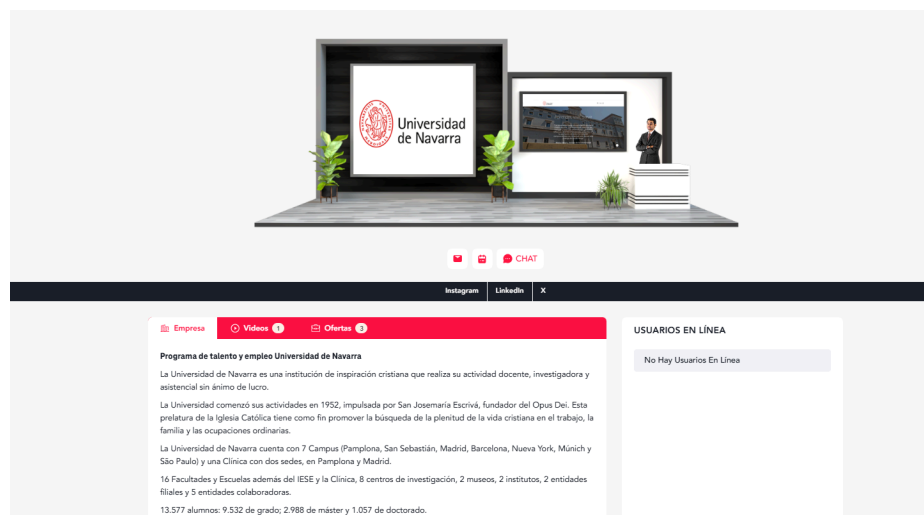 Universidad
de Navarra
CHAT
Instagram
LinkedIn
X
Empresa
Videos 1
Ofertas 3
Programa de talento y empleo Universidad de Navarra
La Universidad de Navarra es una institución de inspiración cristiana que realiza su actividad docente, investigadora y
asistencial sin ánimo de lucro.
La Universidad comenzó sus actividades en 1952, impulsada por San Josemaría Escrivá, fundador del Opus Dei. Esta
prelatura de la Iglesia Católica tiene como fin promover la búsqueda de la plenitud de la vida cristiana en el trabajo, la
familia y las ocupaciones ordinarias.
La Universidad de Navarra cuenta con 7 Campus (Pamplona, San Sebastián, Madrid, Barcelona, Nueva York, Múnich y
São Paulo) y una Clínica con dos sedes, en Pamplona y Madrid.
16 Facultades y Escuelas además del IESE y la Clínica, 8 centros de investigación, 2 museos, 2 institutos, 2 entidades
filiales y 5 entidades colaboradoras.
13.577 alumnos: 9.532 de grado; 2.988 de máster y 1.057 de doctorado.
USUARIOS EN LÍNEA
No Hay Usuarios En Línea